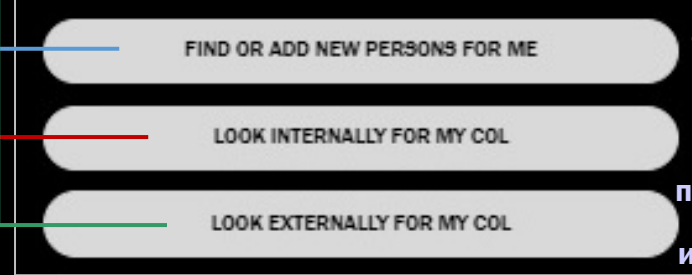 FIND OR ADD NEW PERSONS FOR ME
LOOK INTERNALLY FOR MY COL
LOOK EXTERNALLY FOR MY COL